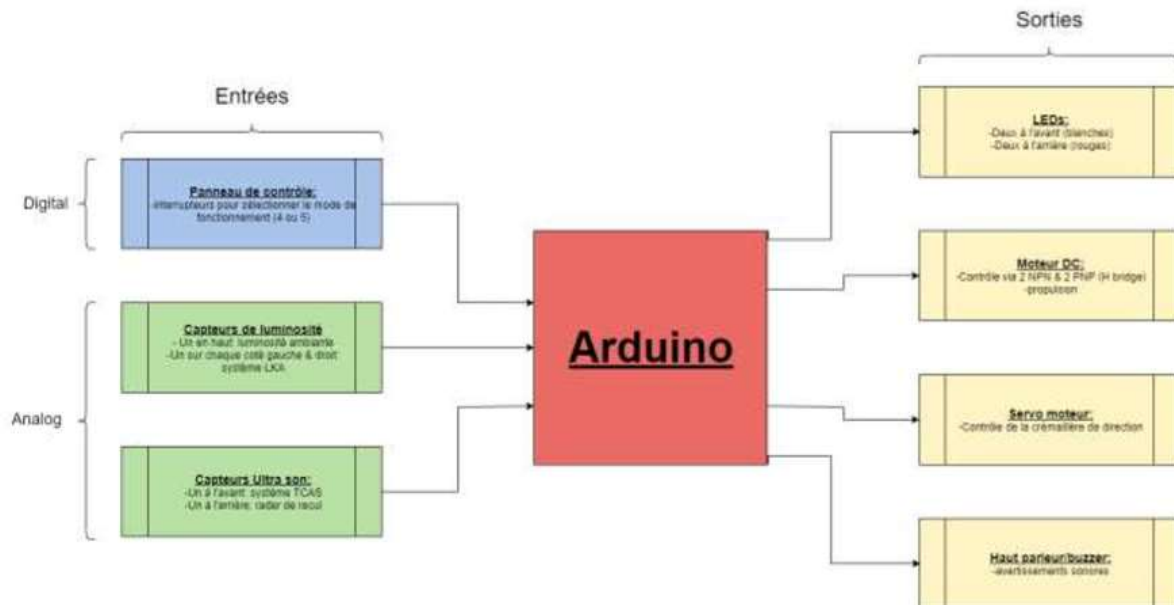 Sorties
Entrées
Digital
Analog
Panneau de contrôle:
-Interrupteurs pour sélectionner le mode de
fonctionnement (4 ou 5)
Capteurs de luminosité
- Un en haut: luminosité ambiante
-Un sur chaque coté gauche & droit:
système LKA
Capteurs Ultra son:
-Un à l'avant: système TCAS
-Un à l'arrière: radar de recul
Arduino
LEDs:
-Deux à l'avant (blanches)
-Deux à l'arrière (rouges)
Moteur DC:
-Contrôle via 2 NPN & 2 PNP (H bridge)
-propulsion
Servo moteur:
-Contrôle de la crémaillère de direction
Haut parleur/buzzer:
-avertissements sonores